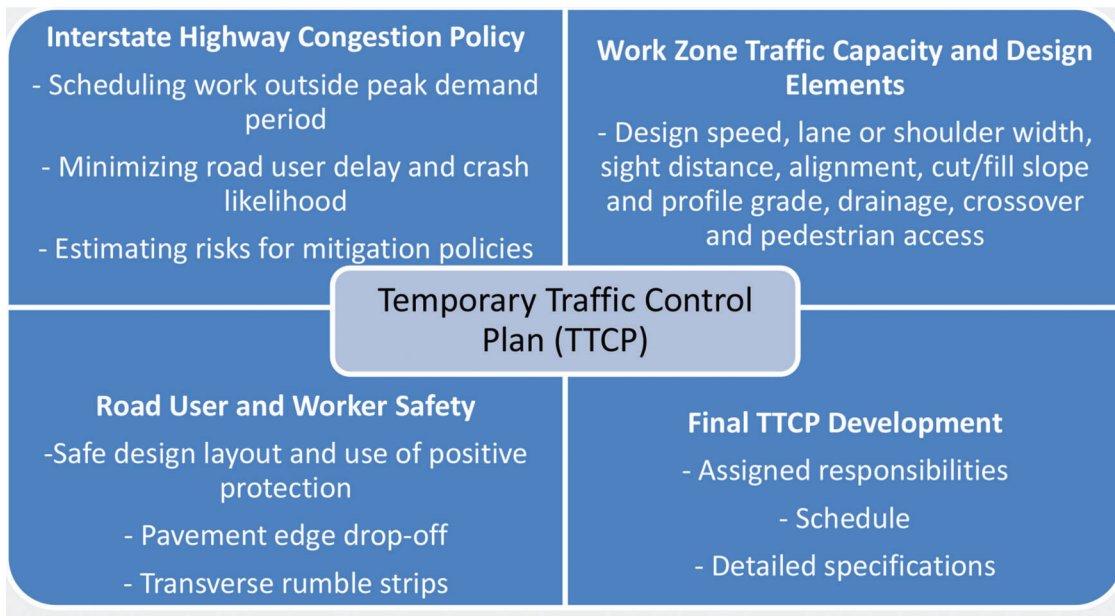 Interstate Highway Congestion Policy
- Scheduling work outside peak demand
period
- Minimizing road user delay and crash
likelihood
- Estimating risks for mitigation policies
Work Zone Traffic Capacity and Design
Elements
- Design speed, lane or shoulder width,
sight distance, alignment, cut/fill slope
and profile grade, drainage, crossover
and pedestrian access
Temporary Traffic Control
Plan (TTCP)
Road User and Worker Safety
-Safe design layout and use of positive
protection
- Pavement edge drop-off
- Transverse rumble strips
Final TTCP Development
- Assigned responsibilities
- Schedule
- Detailed specifications